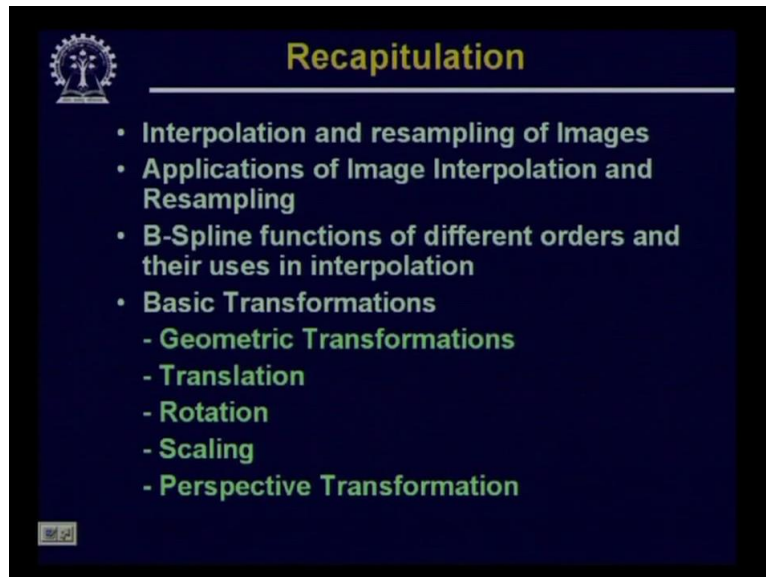 Recapitulation
• Interpolation and resampling of Images
• Applications of Image Interpolation and
Resampling
• B-Spline functions of different orders and
their uses in interpolation
• Basic Transformations
- Geometric Transformations
- Translation
- Rotation
- Scaling
- Perspective Transformation